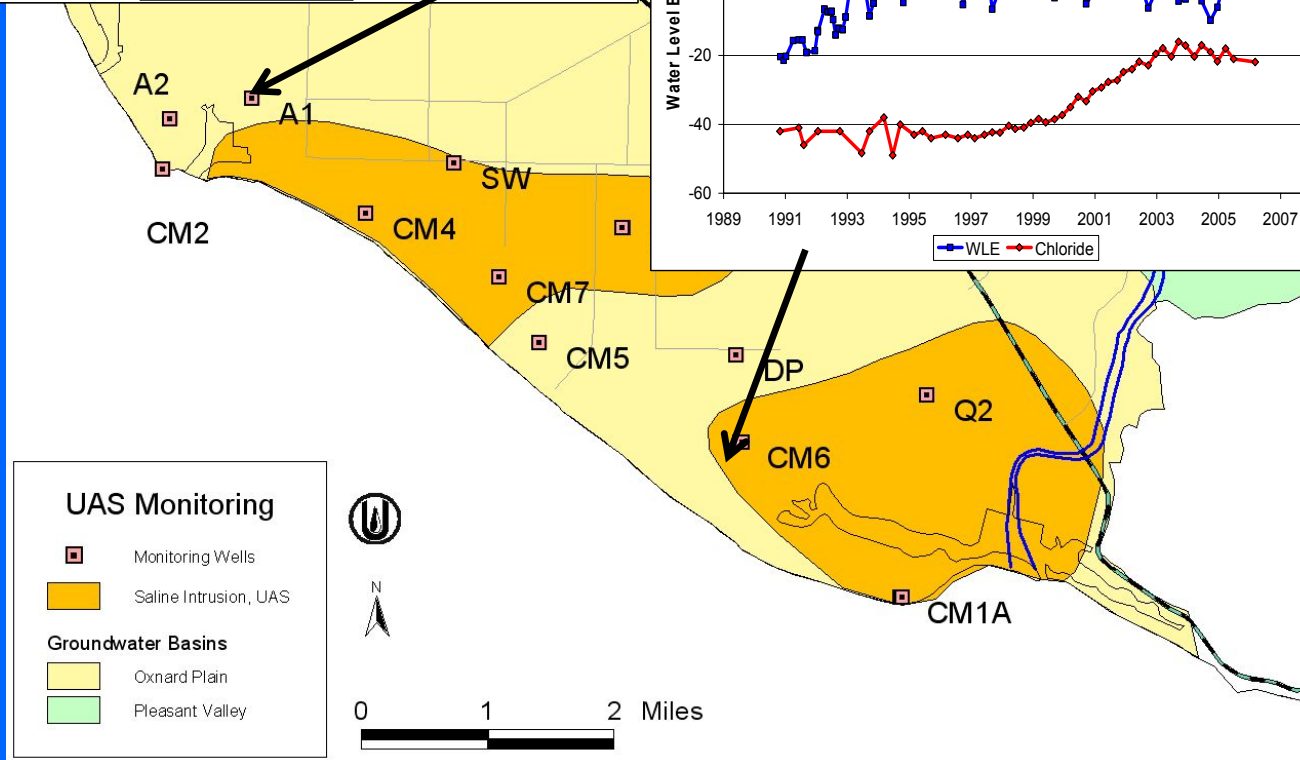 Water Level E
-20
-40
-60
1989 1991 1993 1995 1997 1999 2001 2003 2005 2007
WLE Chloride
A2
A1
SW
CM2
CM4
CM7
CM5
DP
Q2
CM6
CM1A
UAS Monitoring
Monitoring Wells
Saline Intrusion, UAS
Groundwater Basins
Oxnard Plain
Pleasant Valley
U
N
0 1 2 Miles